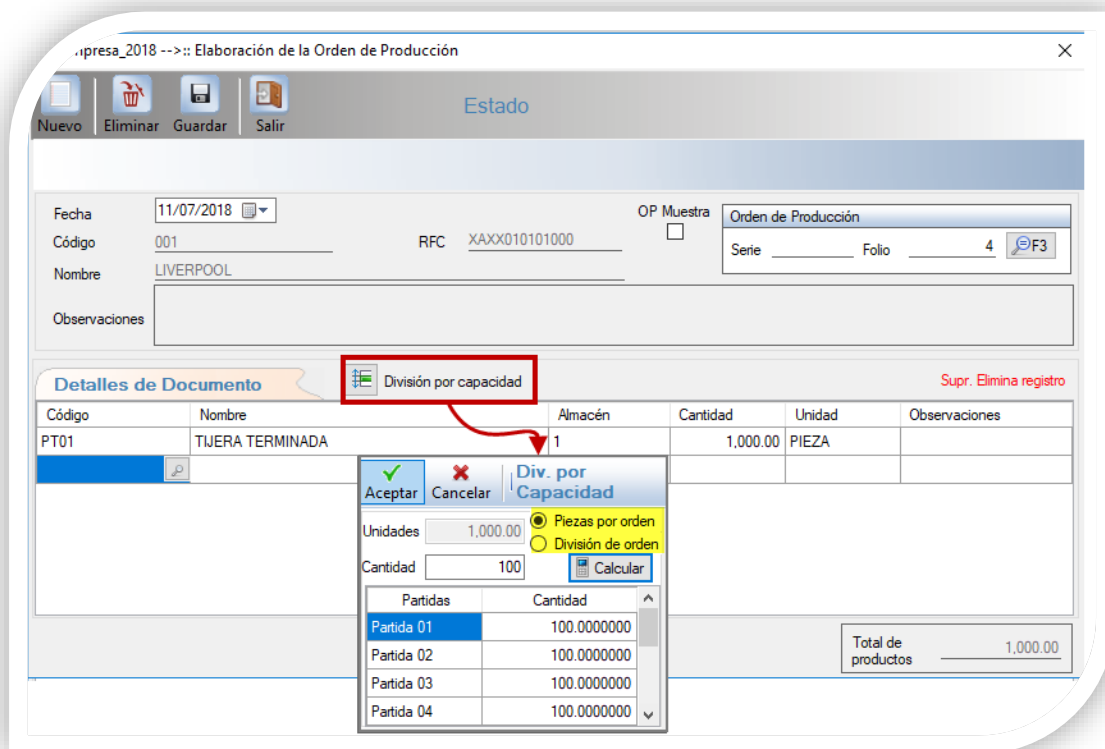 mpresa_2018 -->:: Elaboración de la Orden de Producción
Nuevo Eliminar Guardar Salir
Estado
Fecha 11/07/2018
OP Muestra
Orden de Producción
Código 001 RFC XAXX010101000
Serie Folio 4 F3
Nombre LIVERPOOL
Observaciones
Detalles de Documento
División por capacidad
Supr. Elimina registro
Código Nombre Almacén Cantidad Unidad Observaciones
PT01 TIJERA TERMINADA 1 1,000.00 PIEZA
Aceptar Cancelar
Div. por
Capacidad
Unidades 1,000.00
Piezas por orden
División de orden
Cantidad 100 Calcular
Partidas Cantidad
Partida 01 100.0000000
Partida 02 100.0000000
Partida 03 100.0000000
Partida 04 100.0000000
Total de
productos 1,000.00